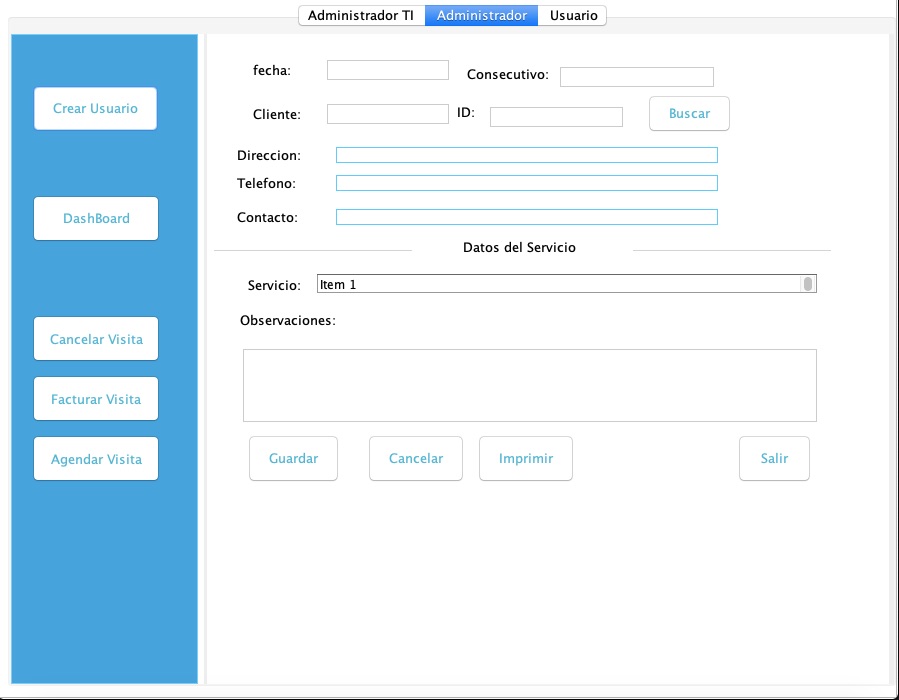 Administrador TI Administrador Usuario
Crear Usuario
DashBoard
Cancelar Visita
Facturar Visita
Agendar Visita
fecha: Consecutivo:
Cliente: ID: Buscar
Direccion:
Telefono:
Contacto:
Datos del Servicio
Servicio: Item 1
Observaciones:
Guardar Cancelar Imprimir Salir